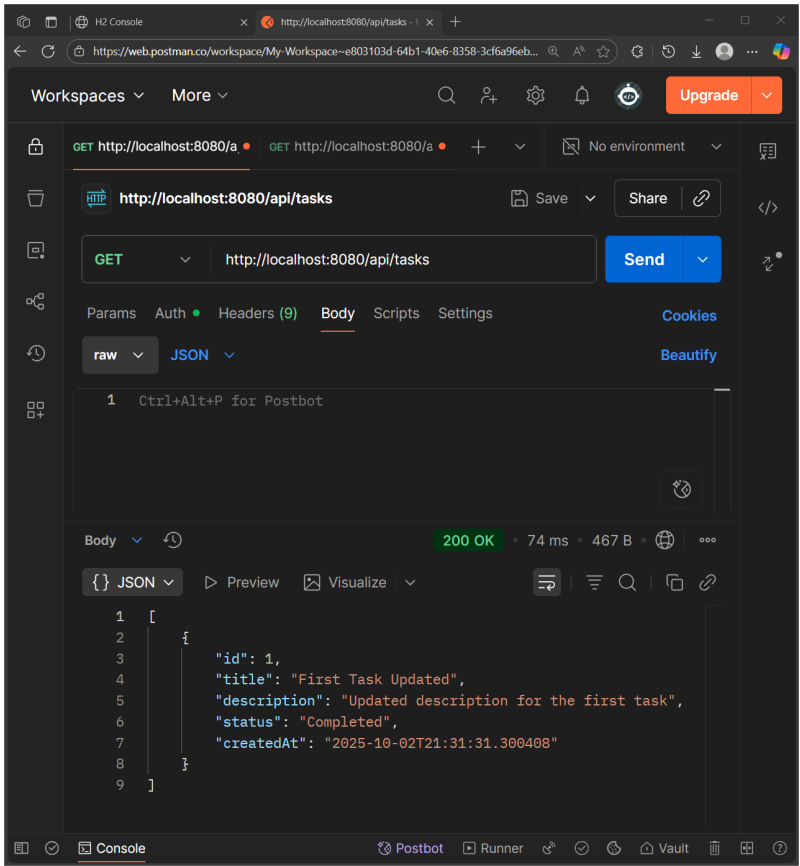 H2 Console
http://localhost:8080/api/tasks -
https://web.postman.co/workspace/My-Workspace~e803103d-64b1-40e6-8358-3cf6a96eb...
Workspaces More Upgrade
GET http://localhost:8080/a GET http://localhost:8080/a No environment
HTTP http://localhost:8080/api/tasks Save Share
GET http://localhost:8080/api/tasks Send
Params Auth Headers (9) Body Scripts Settings Cookies
raw JSON Beautify
1 Ctrl+Alt+P for Postbot
Body 200 OK 74 ms 467 B
{} JSON Preview Visualize
1 [
2 {
3 "id": 1,
4 "title": "First Task Updated",
5 "description": "Updated description for the first task",
6 "status": "Completed",
7 "createdAt": "2025-10-02T21:31:31.300408"
8 }
9 ]
Console Postbot Runner Vault